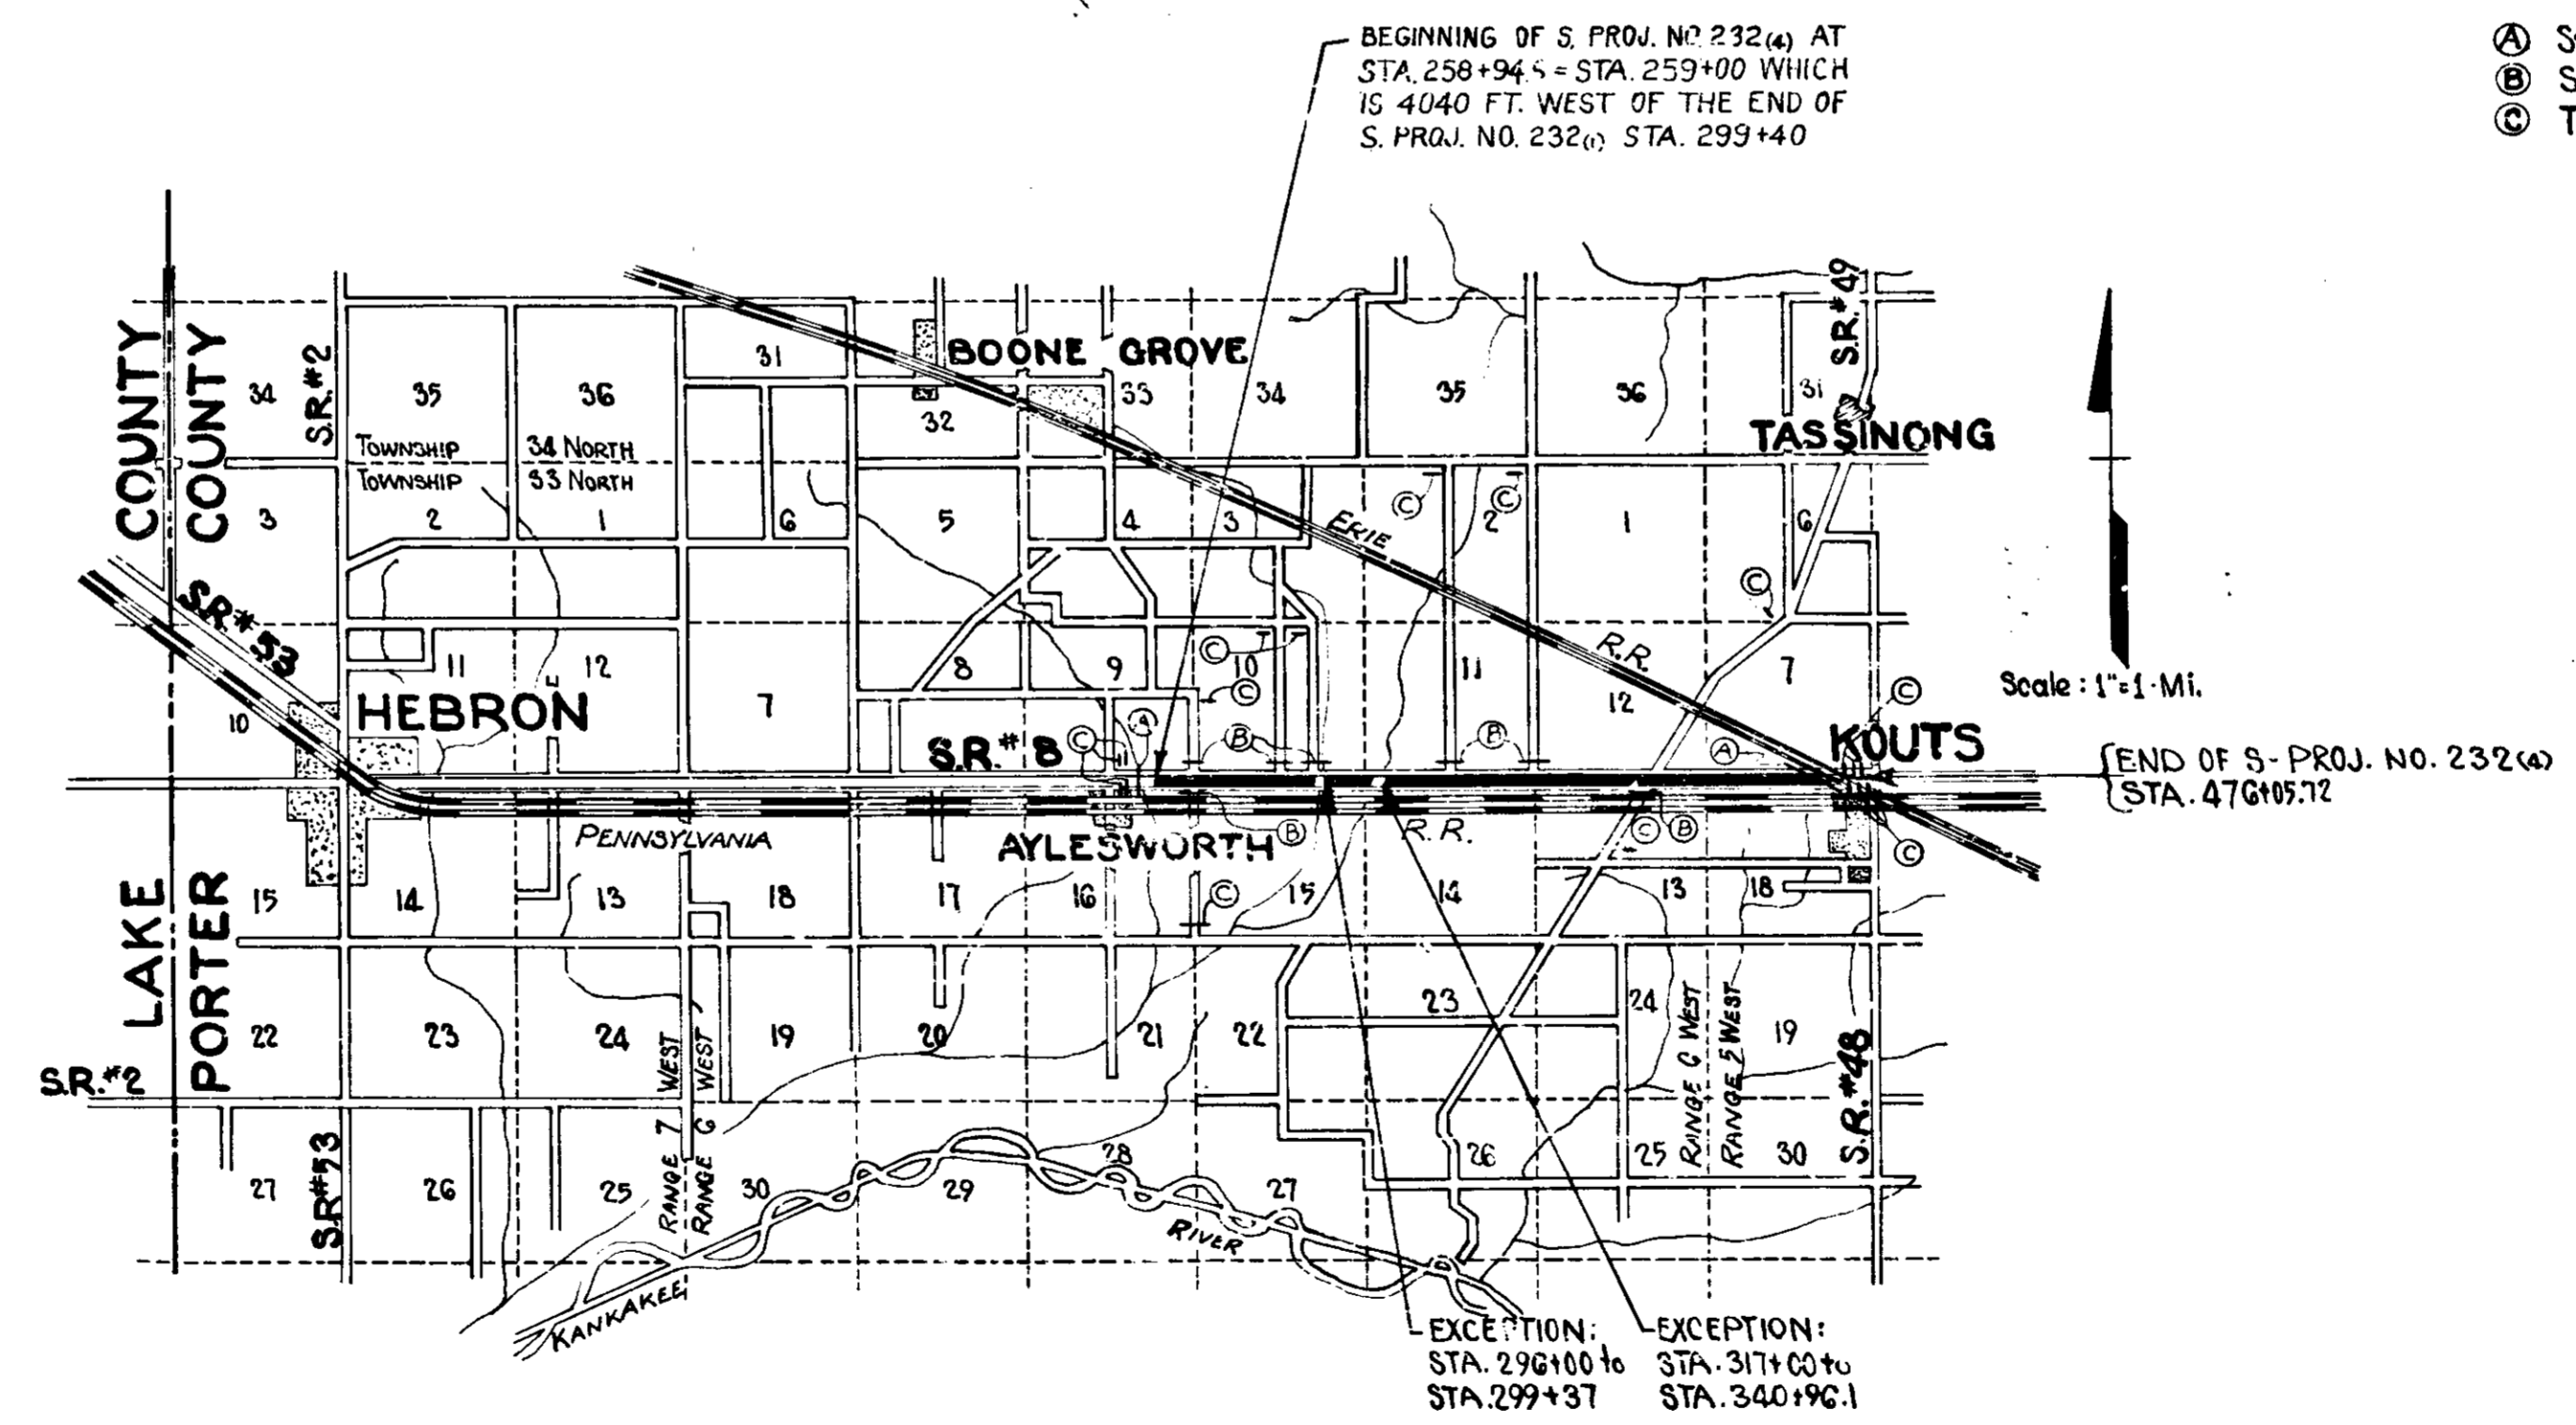 BEGINNING OF S. PROJ. NO. 232(4) AT
STA. 258+94.5 = STA. 259+00 WHICH
IS 4040 FT. WEST OF THE END OF
S. PROJ. NO. 232(1) STA. 299+40
A
B
C
COUNTY
COUNTY
34
S.R.#2
35
36
31
BOONE GROVE
32
33
34
35
36
31
S.R.#49
TASSINONG
TOWNSHIP 34 NORTH
TOWNSHIP 33 NORTH
3
2
1
6
5
4
3
ERIE
C
2
C
1
6
S.R.#53
C
R.R.
10
HEBRON
11
12
7
8
9
C
10
C
11
12
7
C
Scale: 1"=1 Mi.
S.R.#8
C
A
B
B
A
KOUTS
END OF S-PROJ. NO. 232(4)
STA. 476+05.72
PENNSYLVANIA
AYLESWORTH
B
R.R.
C
B
C
LAKE
PORTER
15
14
13
18
17
16
C
15
14
13
18
22
23
24
19
20
21
22
23
24
19
RANGE 7 WEST
RANGE 6 WEST
RANGE 6 WEST
RANGE 5 WEST
S.R.#48
S.R.#2
S.R#53
27
26
25
30
29
28
27
26
25
30
KANKAKEE
RIVER
EXCEPTION:
STA. 296+00 to
STA. 299+37
EXCEPTION:
STA. 317+00 to
STA. 340+96.1